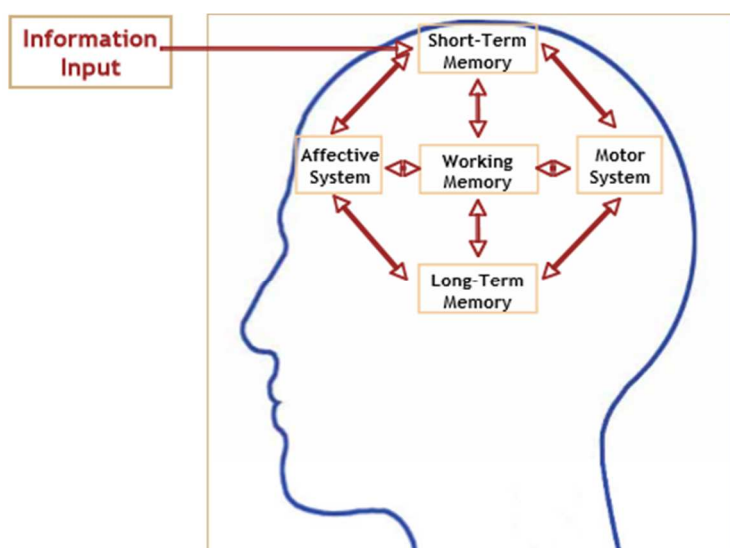 Information
Input
Short-Term
Memory
Affective
System
Working
Memory
Motor
System
Long-Term
Memory